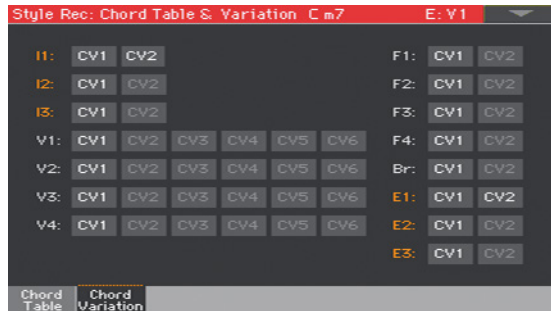 Style Rec: Chord Table & Variation C m7 E: V1
I1: CV1 CV2 F1: CV1 CV2
I2: CV1 CV2 F2: CV1 CV2
I3: CV1 CV2 F3: CV1 CV2
V1: CV1 CV2 CV3 CV4 CV5 CV6 F4: CV1 CV2
V2: CV1 CV2 CV3 CV4 CV5 CV6 Br: CV1 CV2
V3: CV1 CV2 CV3 CV4 CV5 CV6 E1: CV1 CV2
V4: CV1 CV2 CV3 CV4 CV5 CV6 E2: CV1 CV2
E3: CV1 CV2
Chord Table Chord Variation